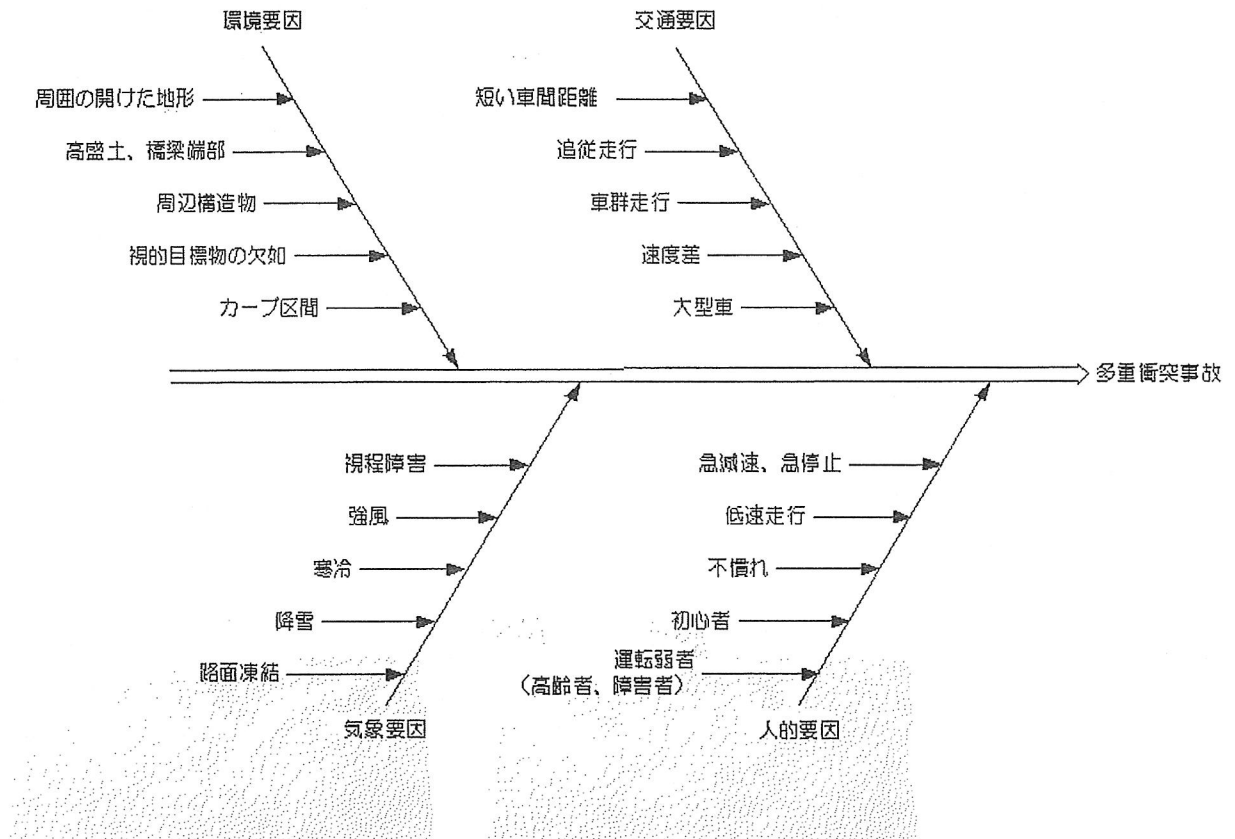 環境要因
周囲の開けた地形
高盛土、橋梁端部
周辺構造物
視的目標物の欠如
カーブ区間
交通要因
短い車間距離
追従走行
車群走行
速度差
大型車
多重衝突事故
視程障害
強風
寒冷
降雪
路面凍結
気象要因
急減速、急停止
低速走行
不慣れ
初心者
運転弱者
（高齢者、障害者）
人的要因